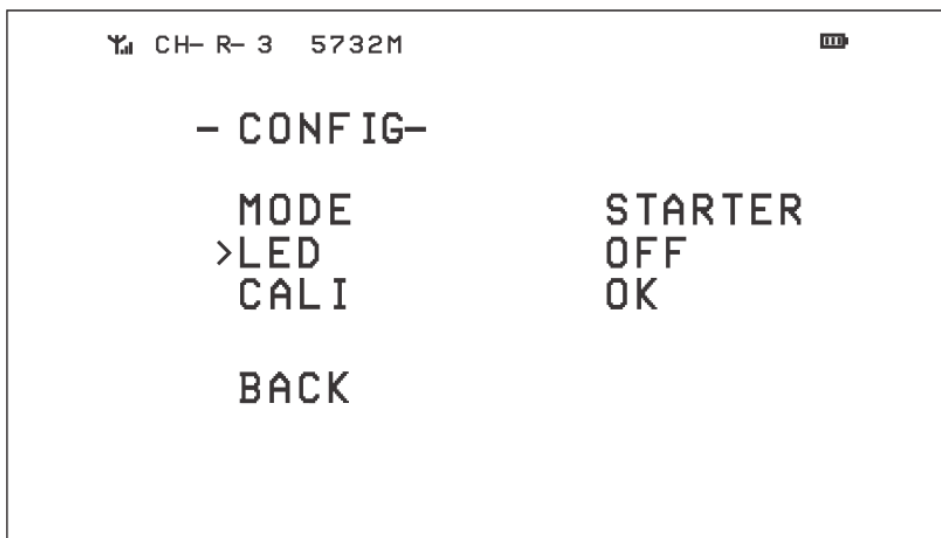 CH-R-3 5732M
-CONFIG-
MODE STARTER
>LED OFF
CALI OK
BACK